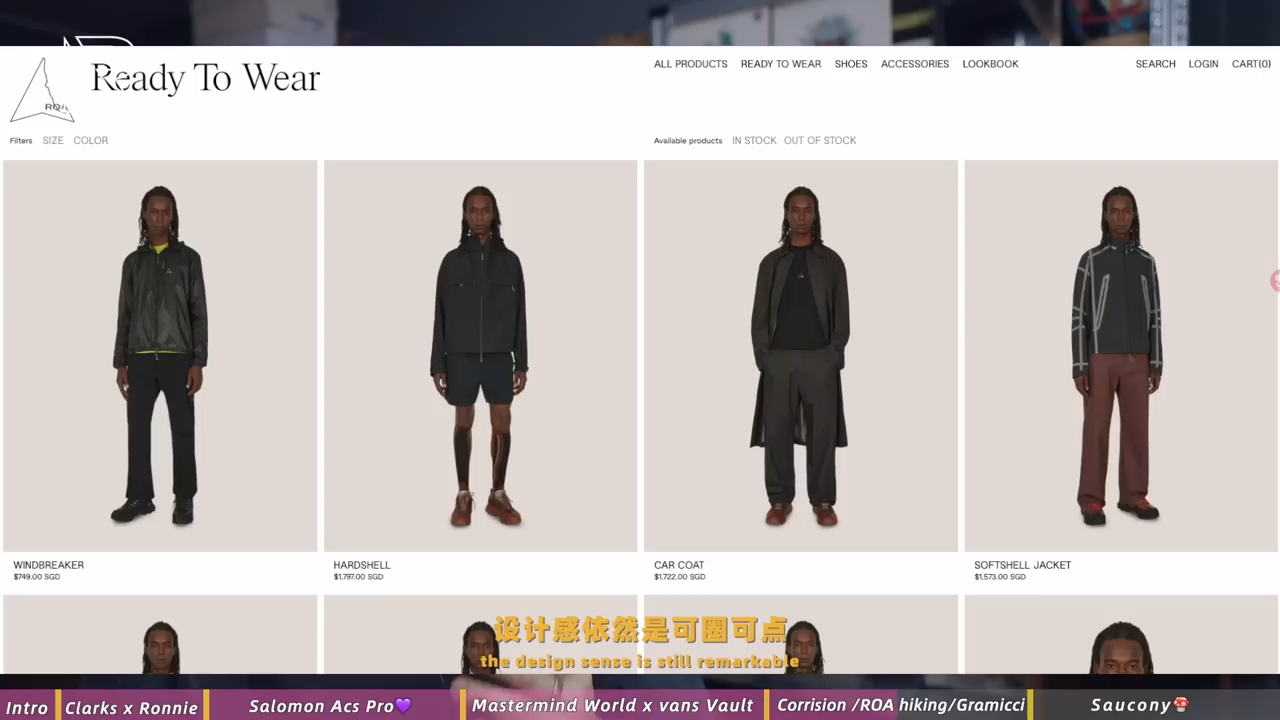 Ready To Wear
ALL PRODUCTS READY TO WEAR SHOES ACCESSORIES LOOKBOOK
SEARCH LOGIN CART(0)
ROA
Filters SIZE COLOR
Available products IN STOCK OUT OF STOCK
WINDBREAKER
$749.00 SGD
HARDSHELL
$1,797.00 SGD
CAR COAT
$1,722.00 SGD
SOFTSHELL JACKET
$1,573.00 SGD
设计感依然是可圈可点
the design sense is still remarkable
Intro
Clarks x Ronnie
Salomon Acs Pro💜
Mastermind World x vans Vault
Corrision /ROA hiking/Gramicci
Saucony🍄